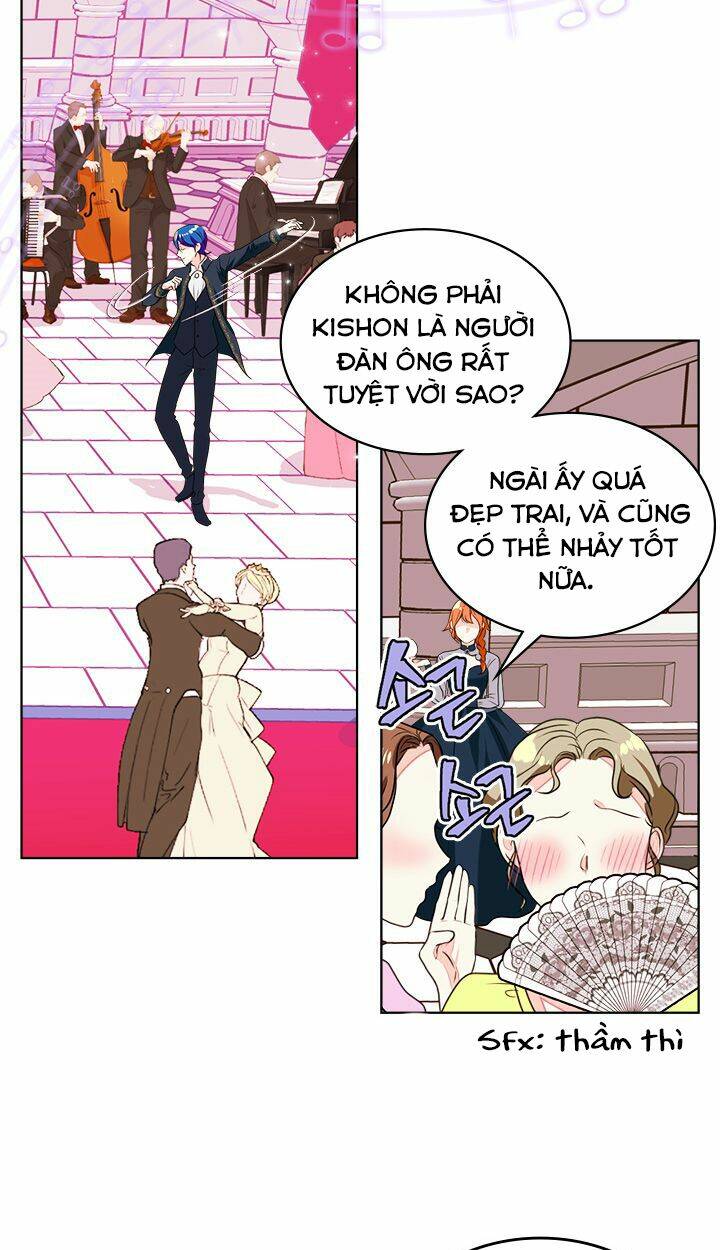 KHÔNG PHẢI
KISHON LÀ NGƯỜI
ĐÀN ÔNG RẤT
TUYỆT VỜI SAO?
NGÀI ẤY QUÁ
ĐẸP TRAI, VÀ CŨNG
CÓ THỂ NHẢY TỐT
NỮA.
소곤
소곤
Sfx: thầm thì